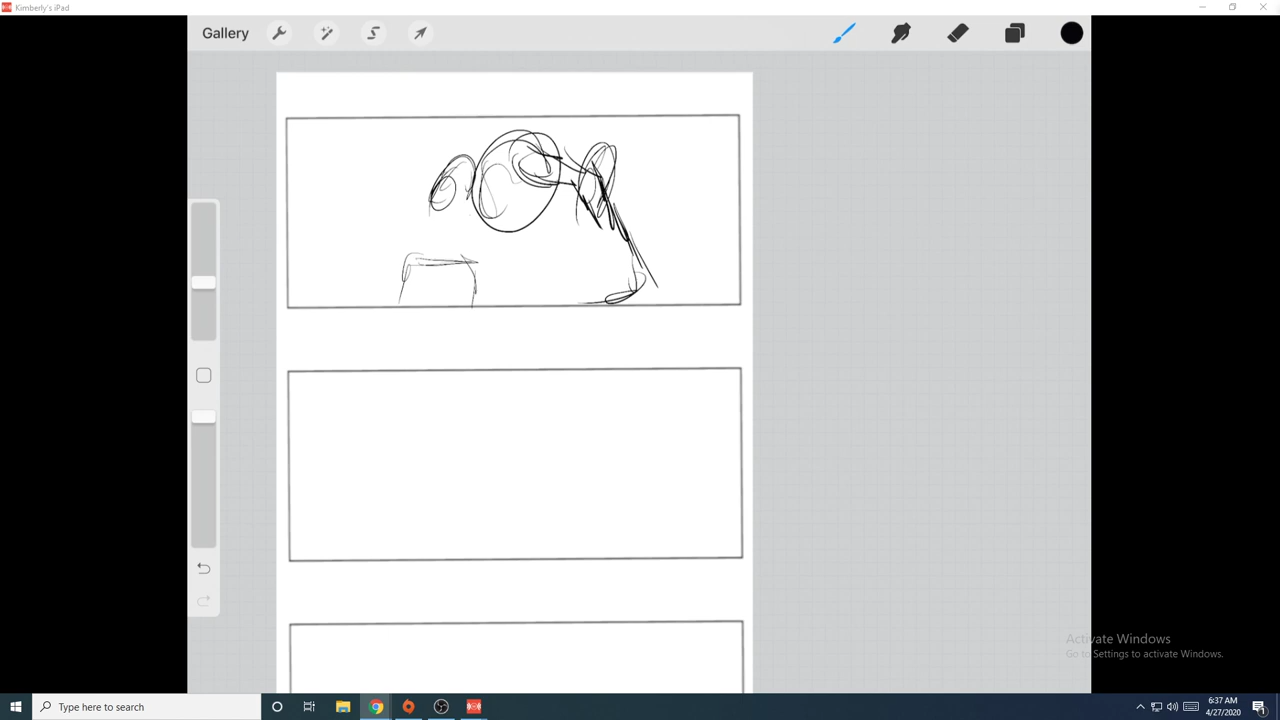 Kimberly's iPad
Gallery
Activate Windows
Go to Settings to activate Windows.
Type here to search
6:37 AM
4/27/2020